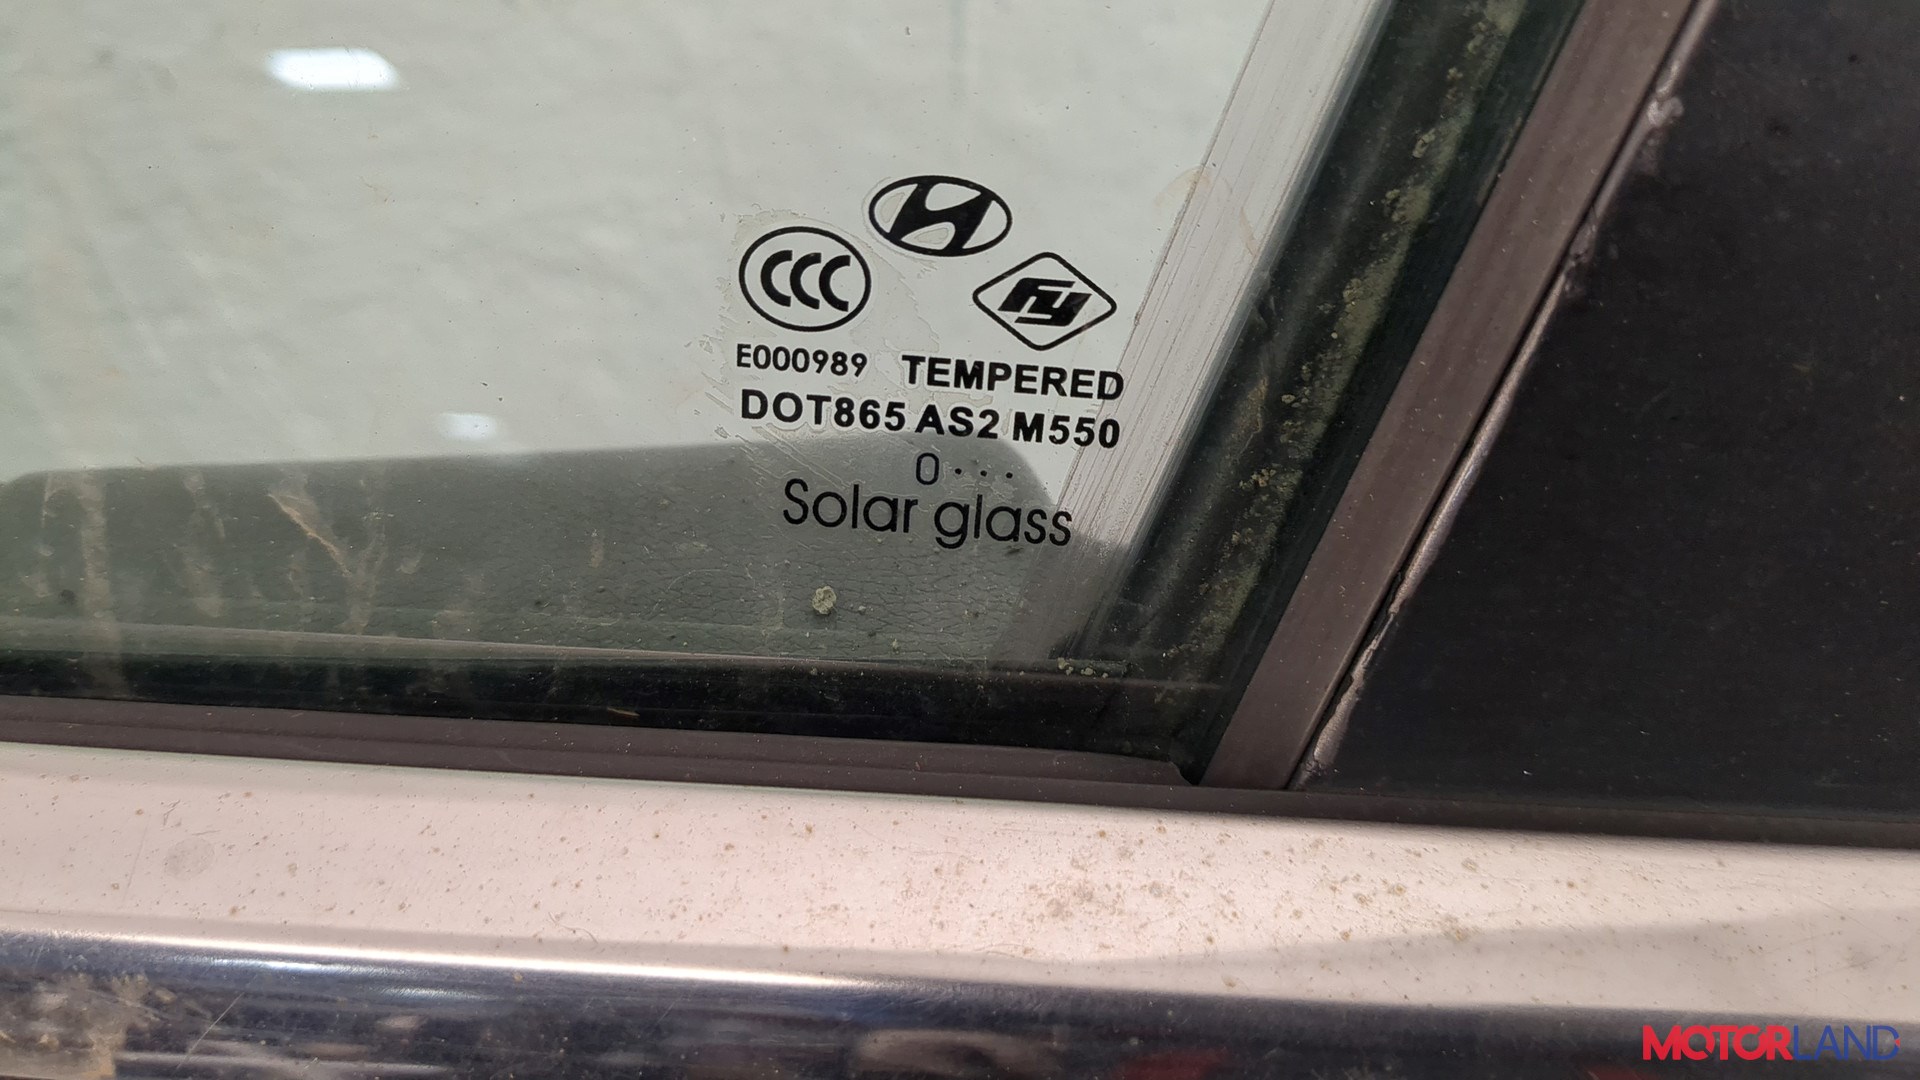 CCC
FY
E000989 TEMPERED
DOT865 AS2 M550
0···
Solar glass
MOTORLAND